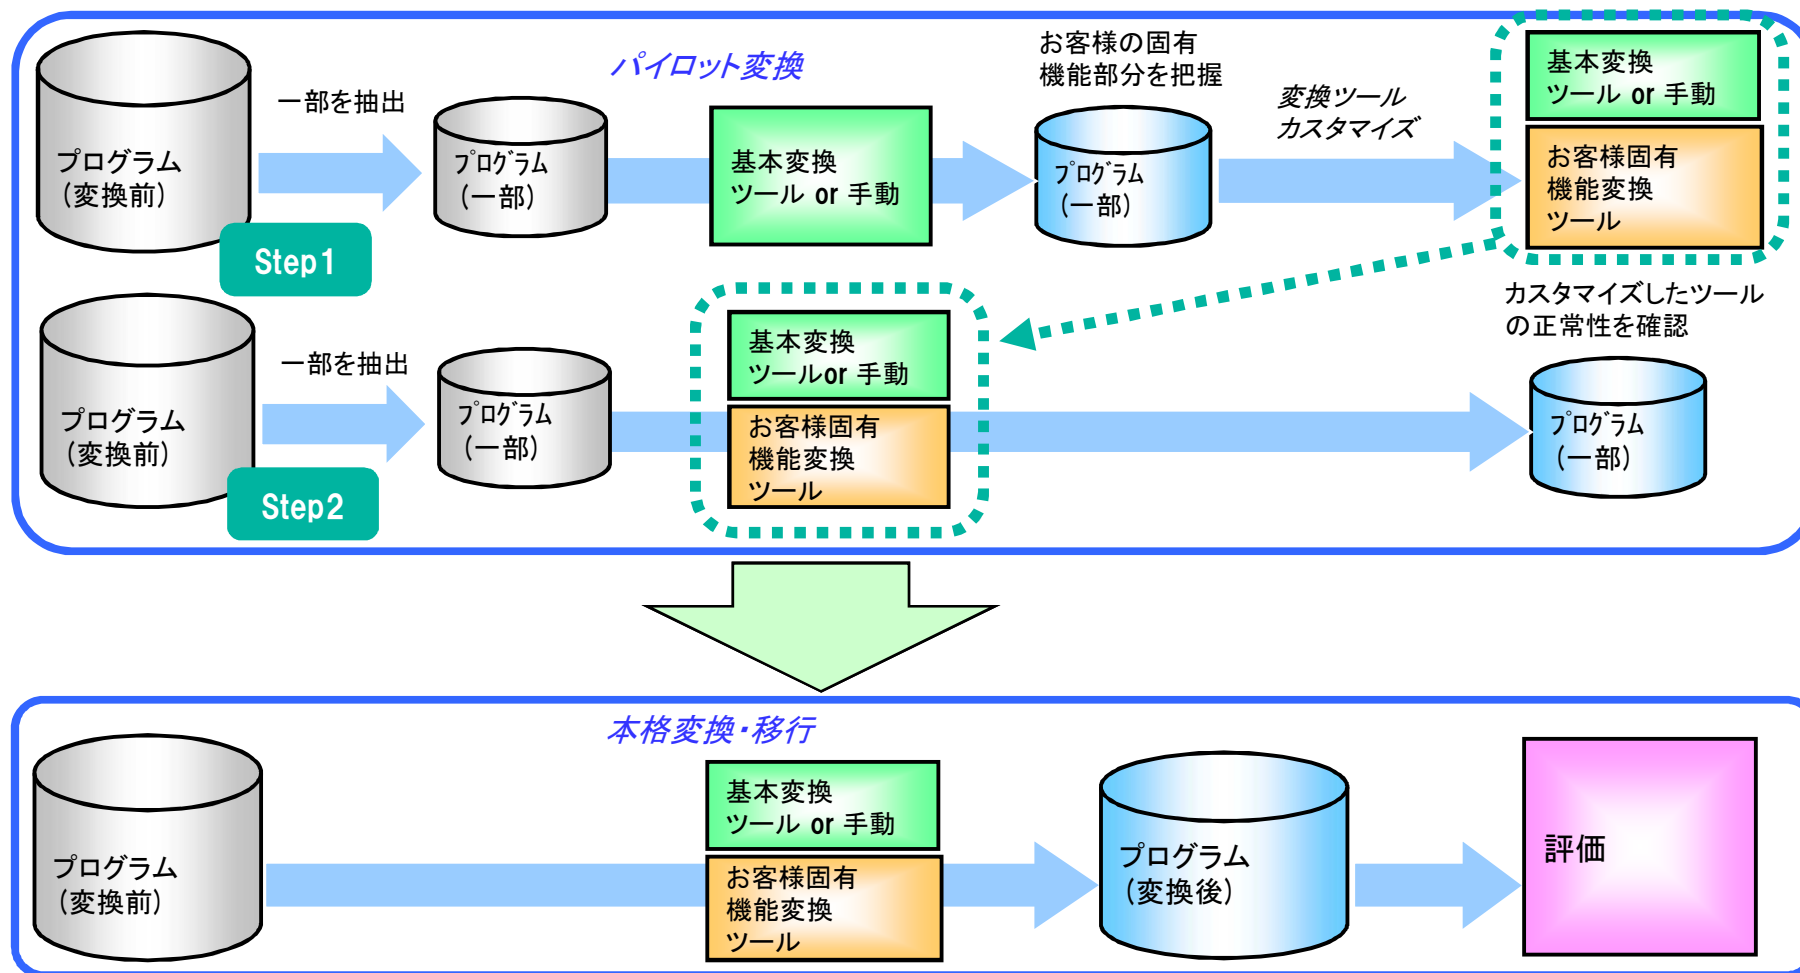 パイロット変換
プログラム
(変換前)
Step1
一部を抽出
プログラム
(一部)
基本変換
ツール or 手動
お客様の固有
機能部分を把握
プログラム
(一部)
変換ツール
カスタマイズ
基本変換
ツール or 手動
お客様固有
機能変換
ツール
プログラム
(変換前)
Step2
一部を抽出
プログラム
(一部)
基本変換
ツールor 手動
お客様固有
機能変換
ツール
カスタマイズしたツール
の正常性を確認
プログラム
(一部)
本格変換・移行
プログラム
(変換前)
基本変換
ツール or 手動
お客様固有
機能変換
ツール
プログラム
(変換後)
評価